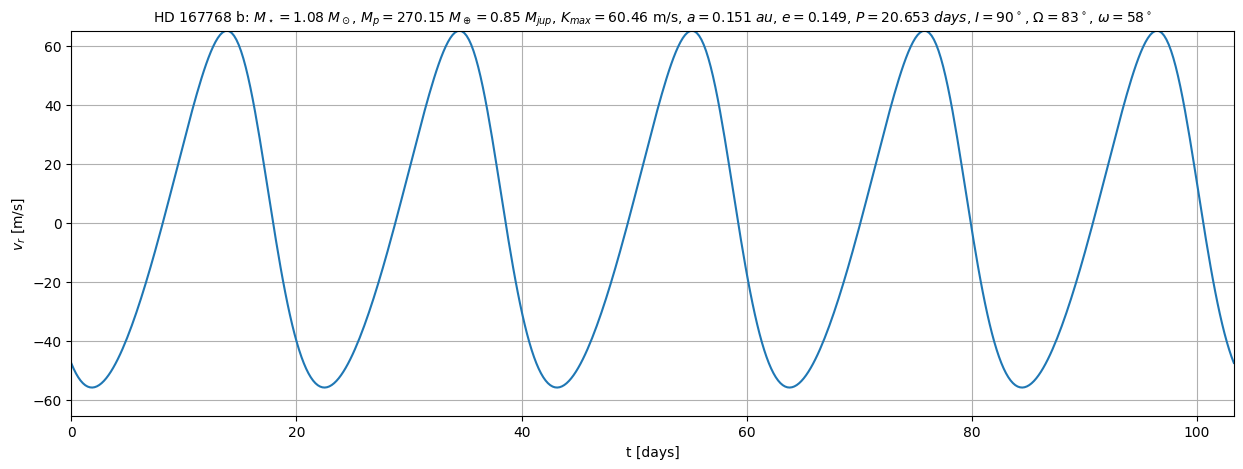 HD 167768 b: M⋆ = 1.08 M⊙, Mp = 270.15 M⊕ = 0.85 Mjup, Kmax = 60.46 m/s, a = 0.151 au, e = 0.149, P = 20.653 days, I = 90°, Ω = 83°, ω = 58°
60
40
20
0
−20
−40
−60
vr [m/s]
0 20 40 60 80 100
t [days]